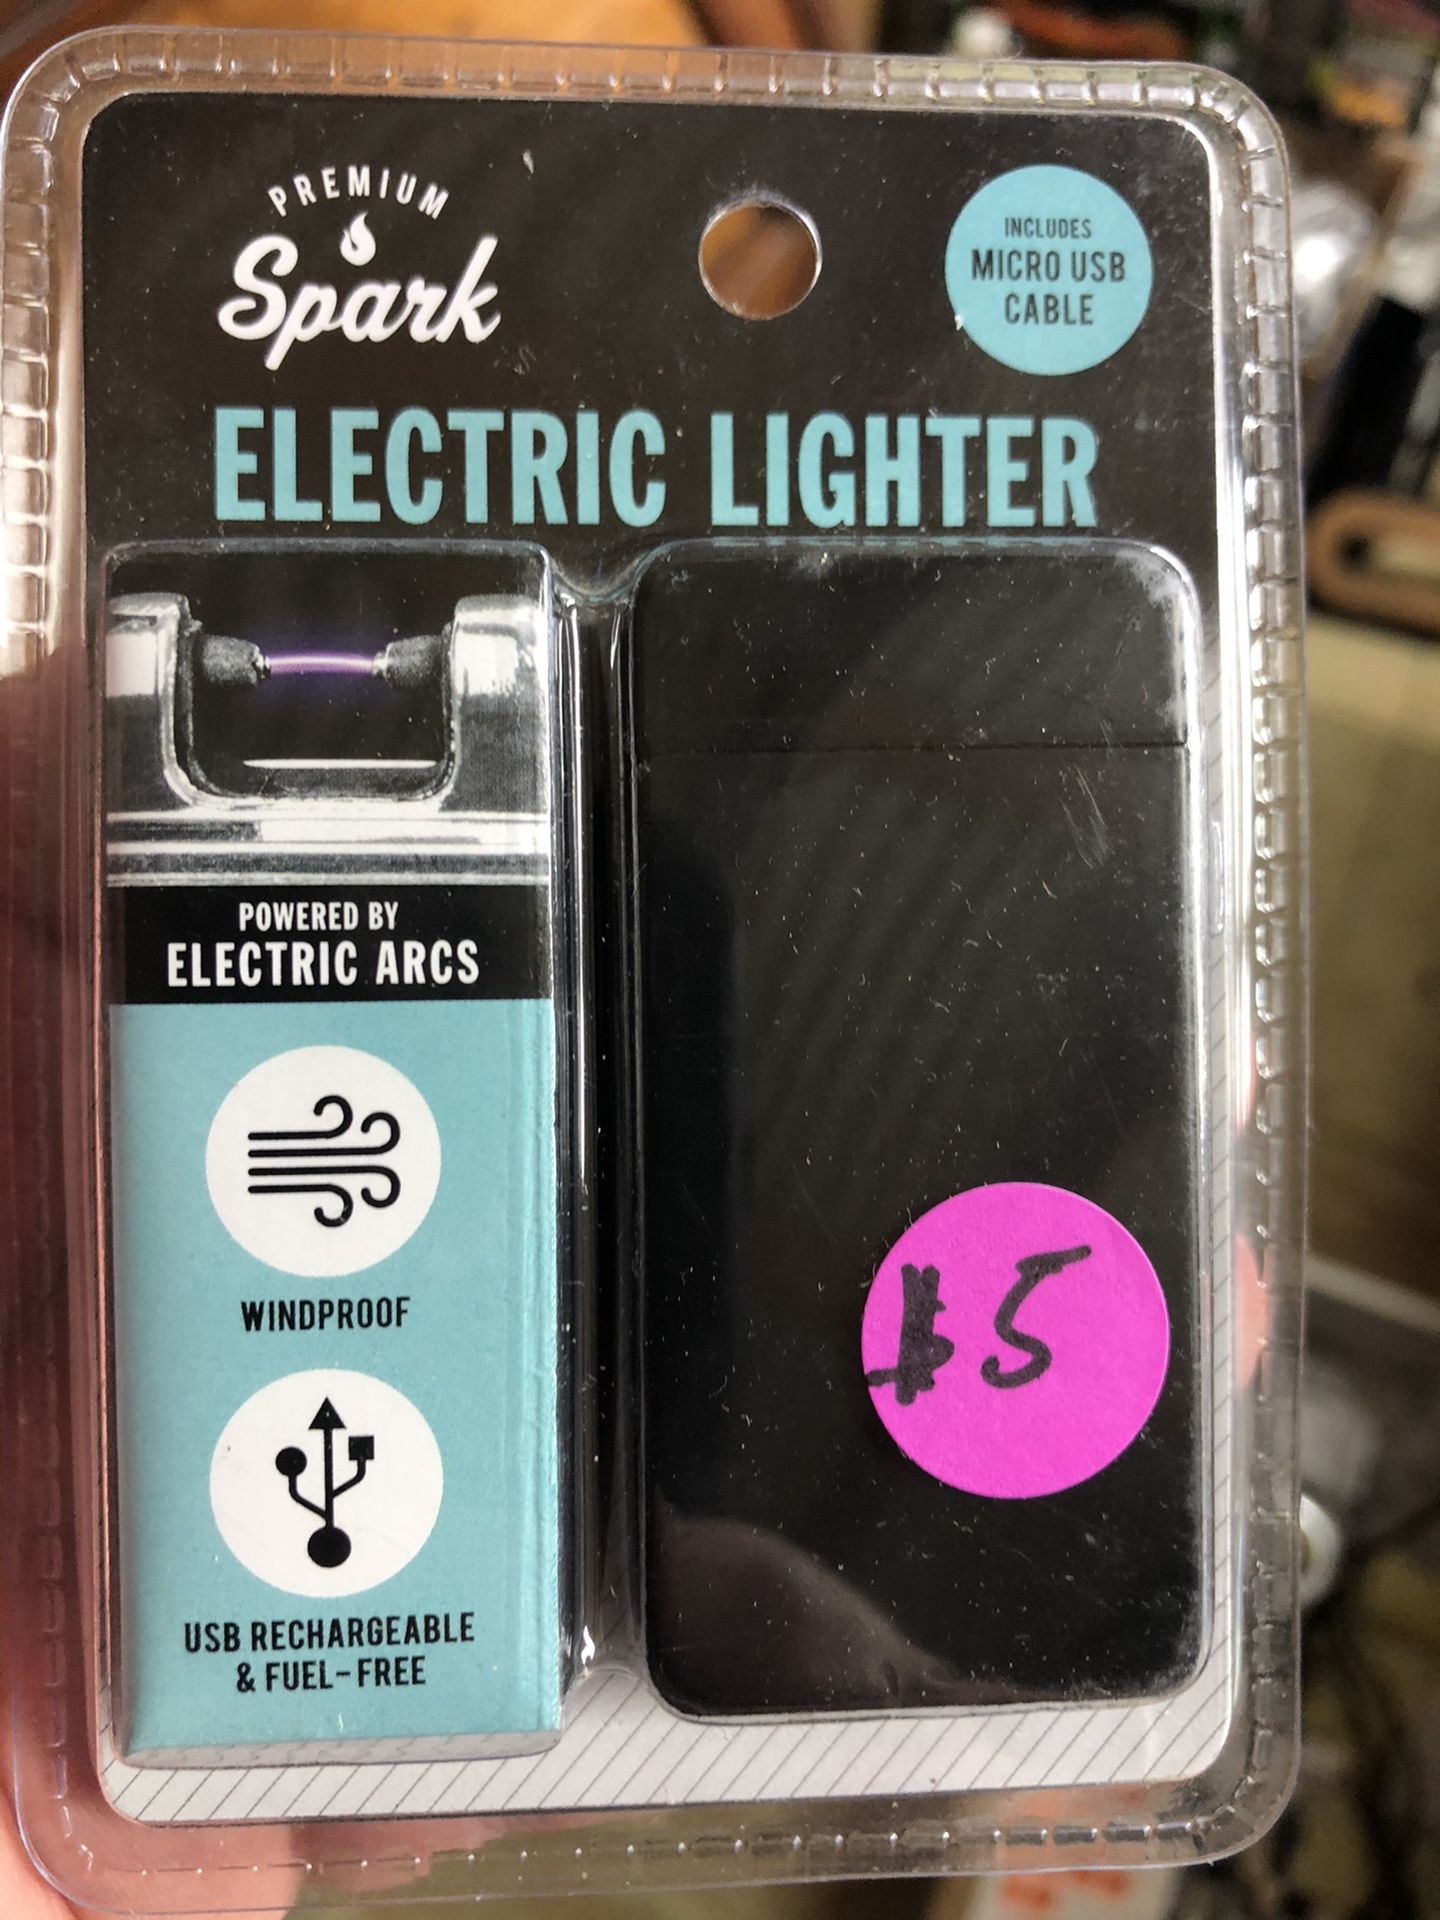 PREMIUM
Spark
INCLUDES
MICRO USB
CABLE
ELECTRIC LIGHTER
POWERED BY
ELECTRIC ARCS
WINDPROOF
$5
USB RECHARGEABLE
& FUEL-FREE